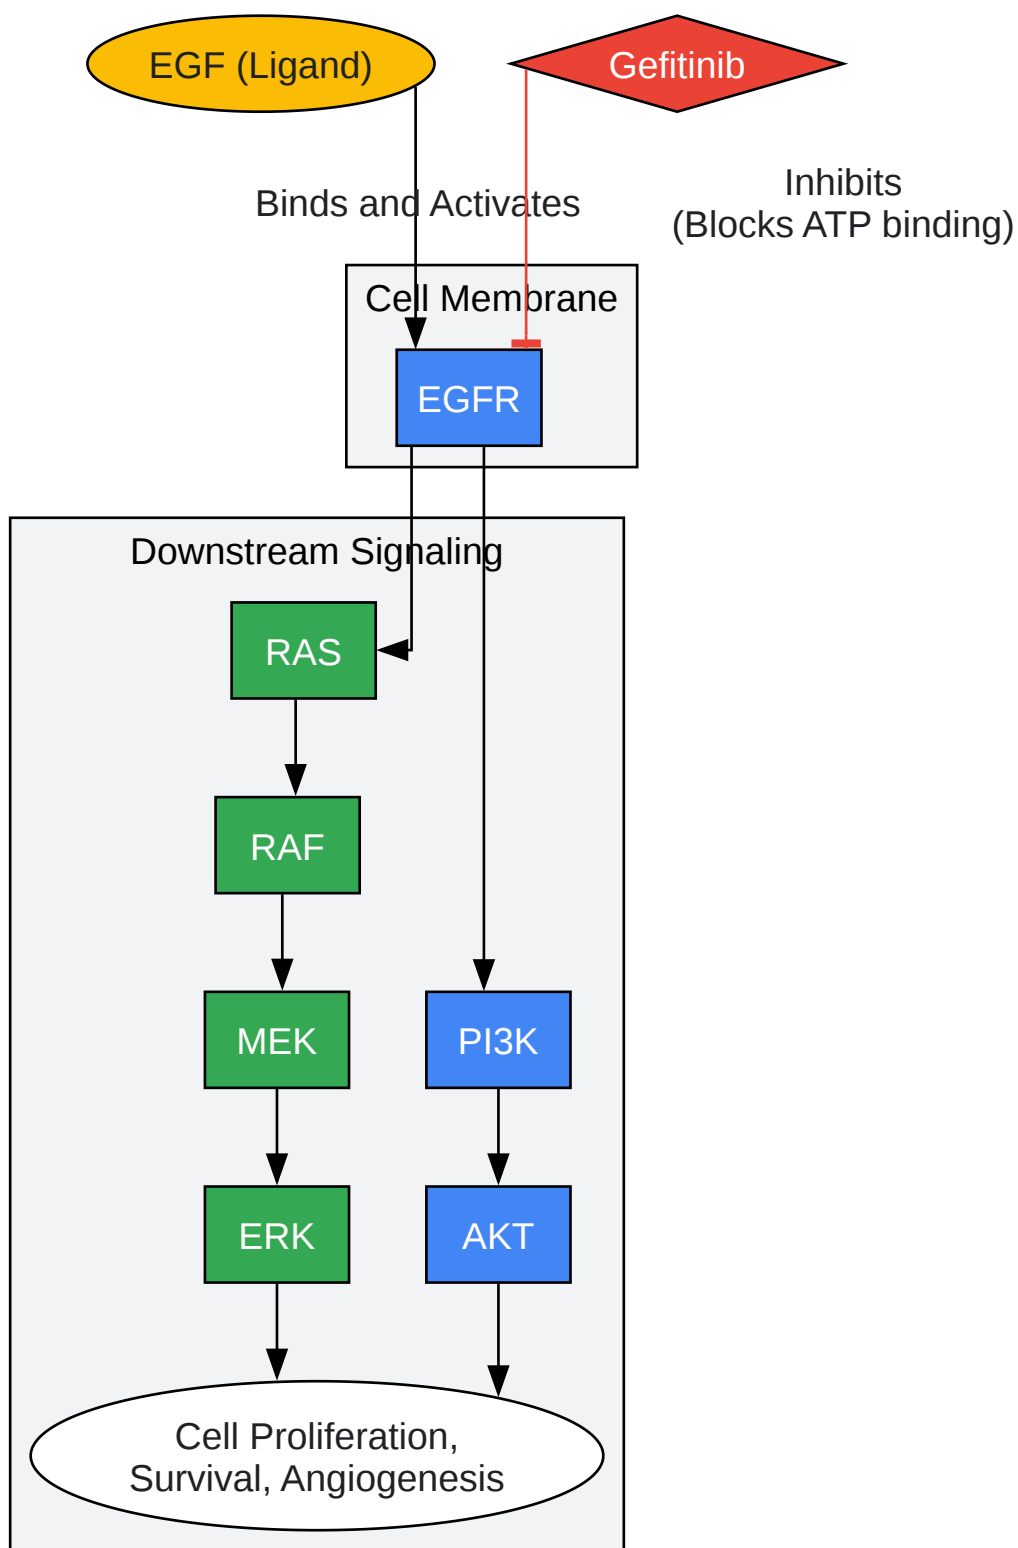 EGF (Ligand)
Gefitinib
Binds and Activates
Inhibits
(Blocks ATP binding)
Cell Membrane
EGFR
Downstream Signaling
RAS
RAF
MEK
PI3K
ERK
AKT
Cell Proliferation,
Survival, Angiogenesis